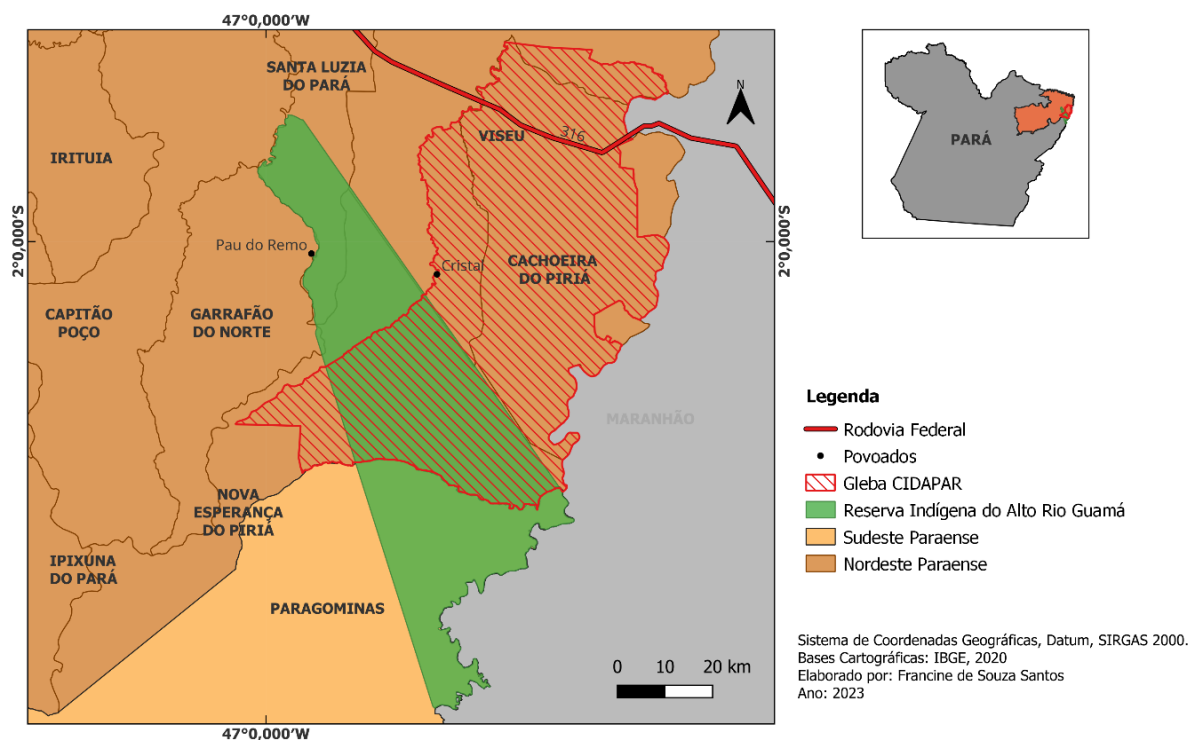 47°0,000'W
SANTA LUZIA
DO PARÁ
N
VISEU
316
IRITUIA
PARÁ
2°0,000'S
2°0,000'S
Pau do Remo
Cristal
CACHOEIRA
DO PIRIÁ
CAPITÃO
POÇO
GARRAFÃO
DO NORTE
MARANHÃO
NOVA
ESPERANÇA
DO PIRIÁ
IPIXUNA
DO PARÁ
PARAGOMINAS
0 10 20 km
47°0,000'W
Legenda
Rodovia Federal
Povoados
Gleba CIDAPAR
Reserva Indígena do Alto Rio Guamá
Sudeste Paraense
Nordeste Paraense
Sistema de Coordenadas Geográficas, Datum, SIRGAS 2000.
Bases Cartográficas: IBGE, 2020
Elaborado por: Francine de Souza Santos
Ano: 2023